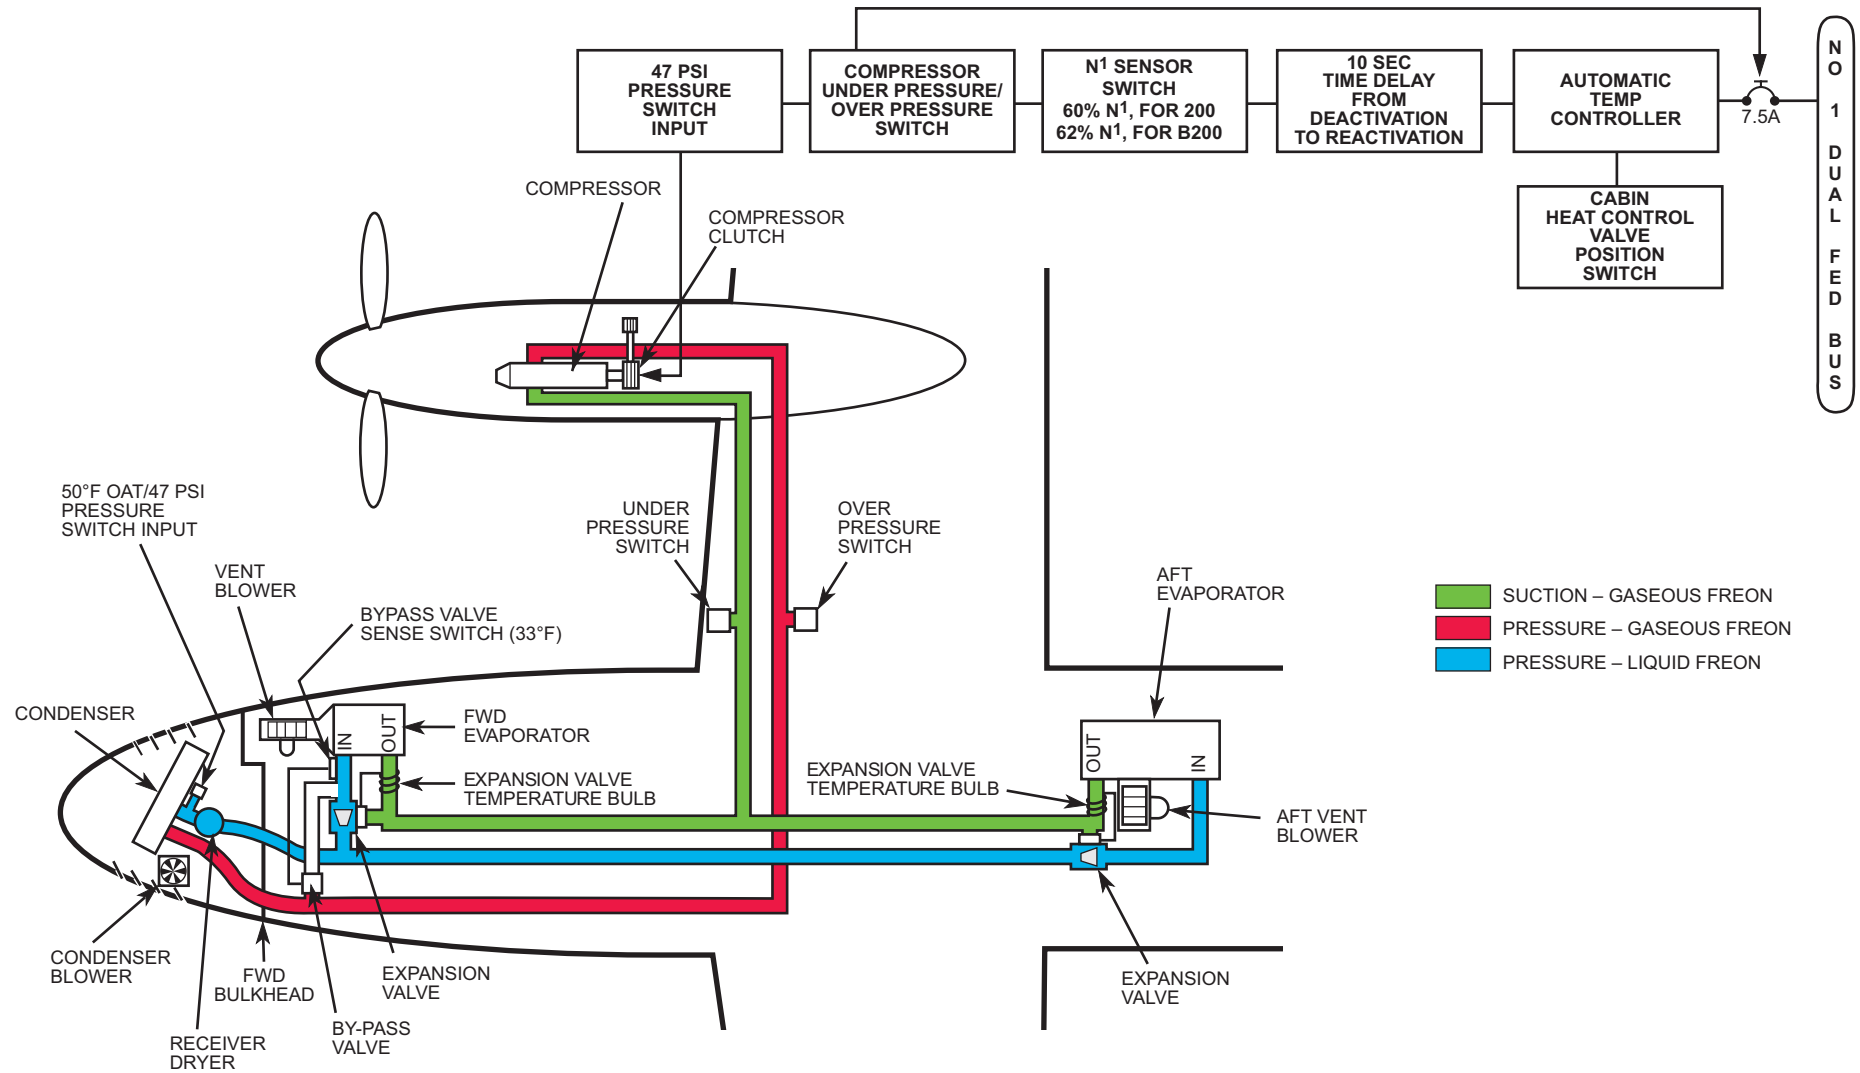 47 PSI
PRESSURE
SWITCH
INPUT
COMPRESSOR
UNDER PRESSURE/
OVER PRESSURE
SWITCH
N1 SENSOR
SWITCH
60% N1, FOR 200
62% N1, FOR B200
10 SEC
TIME DELAY
FROM
DEACTIVATION
TO REACTIVATION
AUTOMATIC
TEMP
CONTROLLER
7.5A
NO 1 DUAL FED BUS
CABIN
HEAT CONTROL
VALVE
POSITION
SWITCH
COMPRESSOR
COMPRESSOR
CLUTCH
50°F OAT/47 PSI
PRESSURE
SWITCH INPUT
VENT
BLOWER
BYPASS VALVE
SENSE SWITCH (33°F)
UNDER
PRESSURE
SWITCH
OVER
PRESSURE
SWITCH
AFT
EVAPORATOR
SUCTION – GASEOUS FREON
PRESSURE – GASEOUS FREON
PRESSURE – LIQUID FREON
CONDENSER
IN
OUT
FWD
EVAPORATOR
EXPANSION VALVE
TEMPERATURE BULB
EXPANSION VALVE
TEMPERATURE BULB
OUT
IN
AFT VENT
BLOWER
CONDENSER
BLOWER
FWD
BULKHEAD
EXPANSION
VALVE
EXPANSION
VALVE
RECEIVER
DRYER
BY-PASS
VALVE